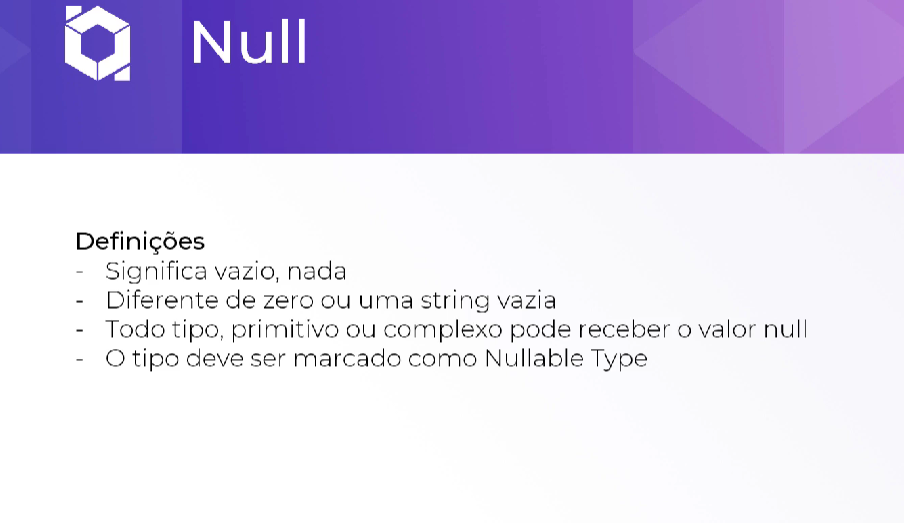 Null
Definições
- Significa vazio, nada
- Diferente de zero ou uma string vazia
- Todo tipo, primitivo ou complexo pode receber o valor null
- O tipo deve ser marcado como Nullable Type